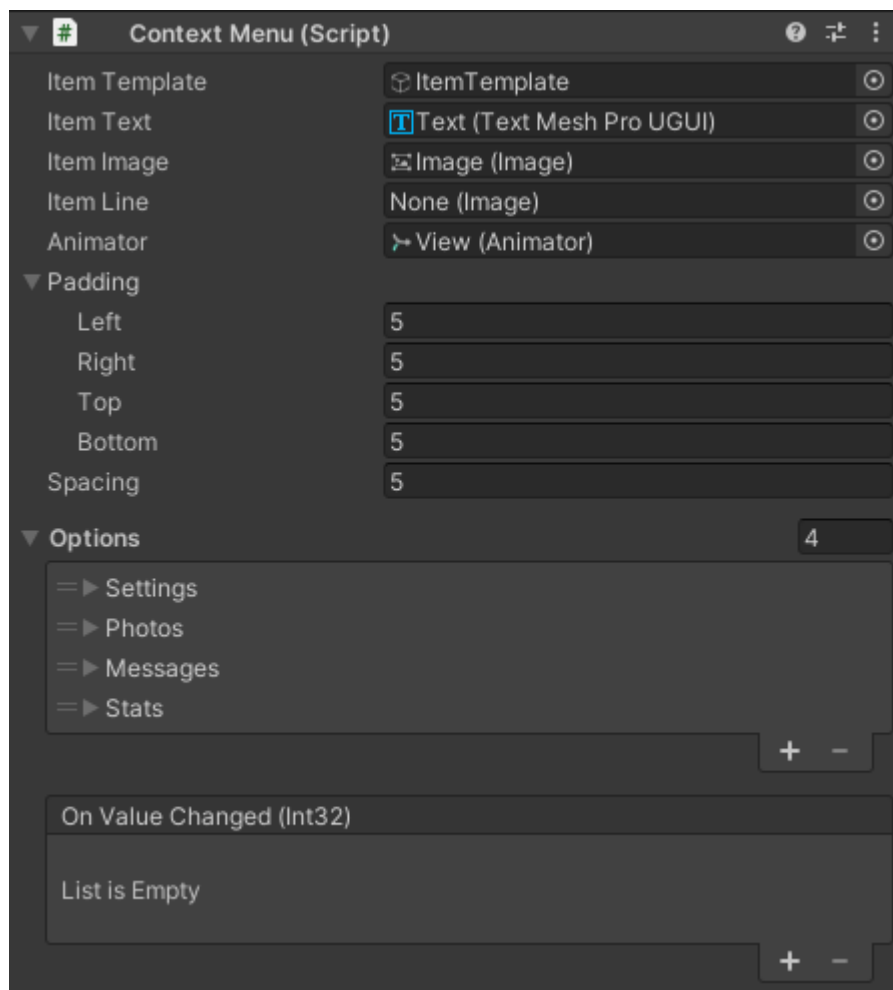 Context Menu (Script)
Item Template ItemTemplate
Item Text Text (Text Mesh Pro UGUI)
Item Image Image (Image)
Item Line None (Image)
Animator View (Animator)
Padding
Left 5
Right 5
Top 5
Bottom 5
Spacing 5
Options 4
Settings
Photos
Messages
Stats
On Value Changed (Int32)
List is Empty